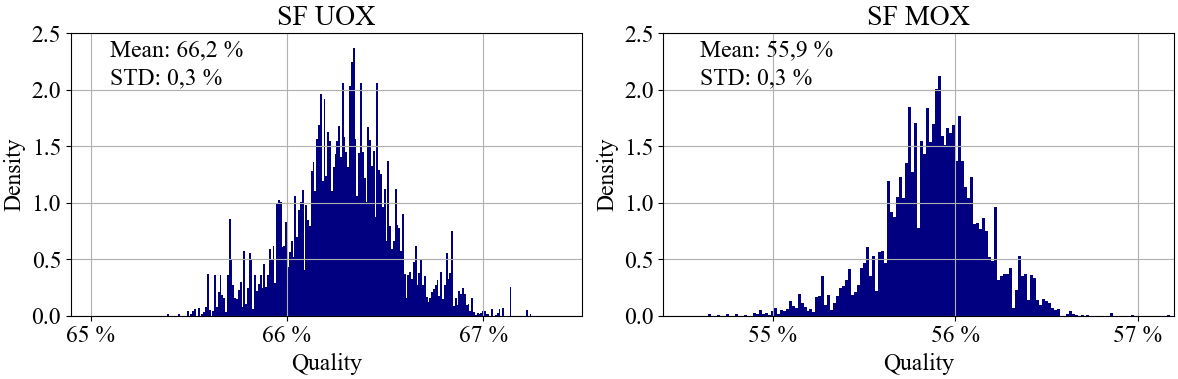 SF UOX
Mean: 66,2 %
STD: 0,3 %
2.5
2.0
1.5
1.0
0.5
0.0
Density
65 %
66 %
67 %
Quality
SF MOX
Mean: 55,9 %
STD: 0,3 %
2.5
2.0
1.5
1.0
0.5
0.0
Density
55 %
56 %
57 %
Quality